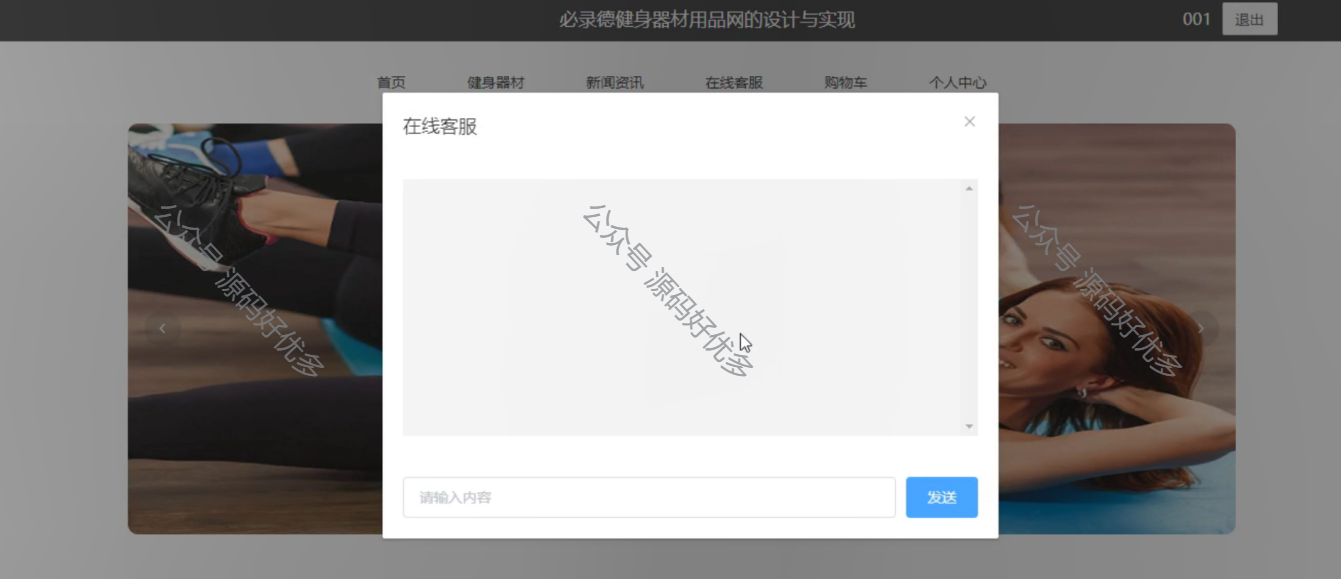 必录德健身器材用品网的设计与实现
001 退出
首页 健身器材 新闻资讯 在线客服 购物车 个人中心
在线客服
公众号 源码好优多
公众号 源码好优多
公众号 源码好优多
请输入内容
发送